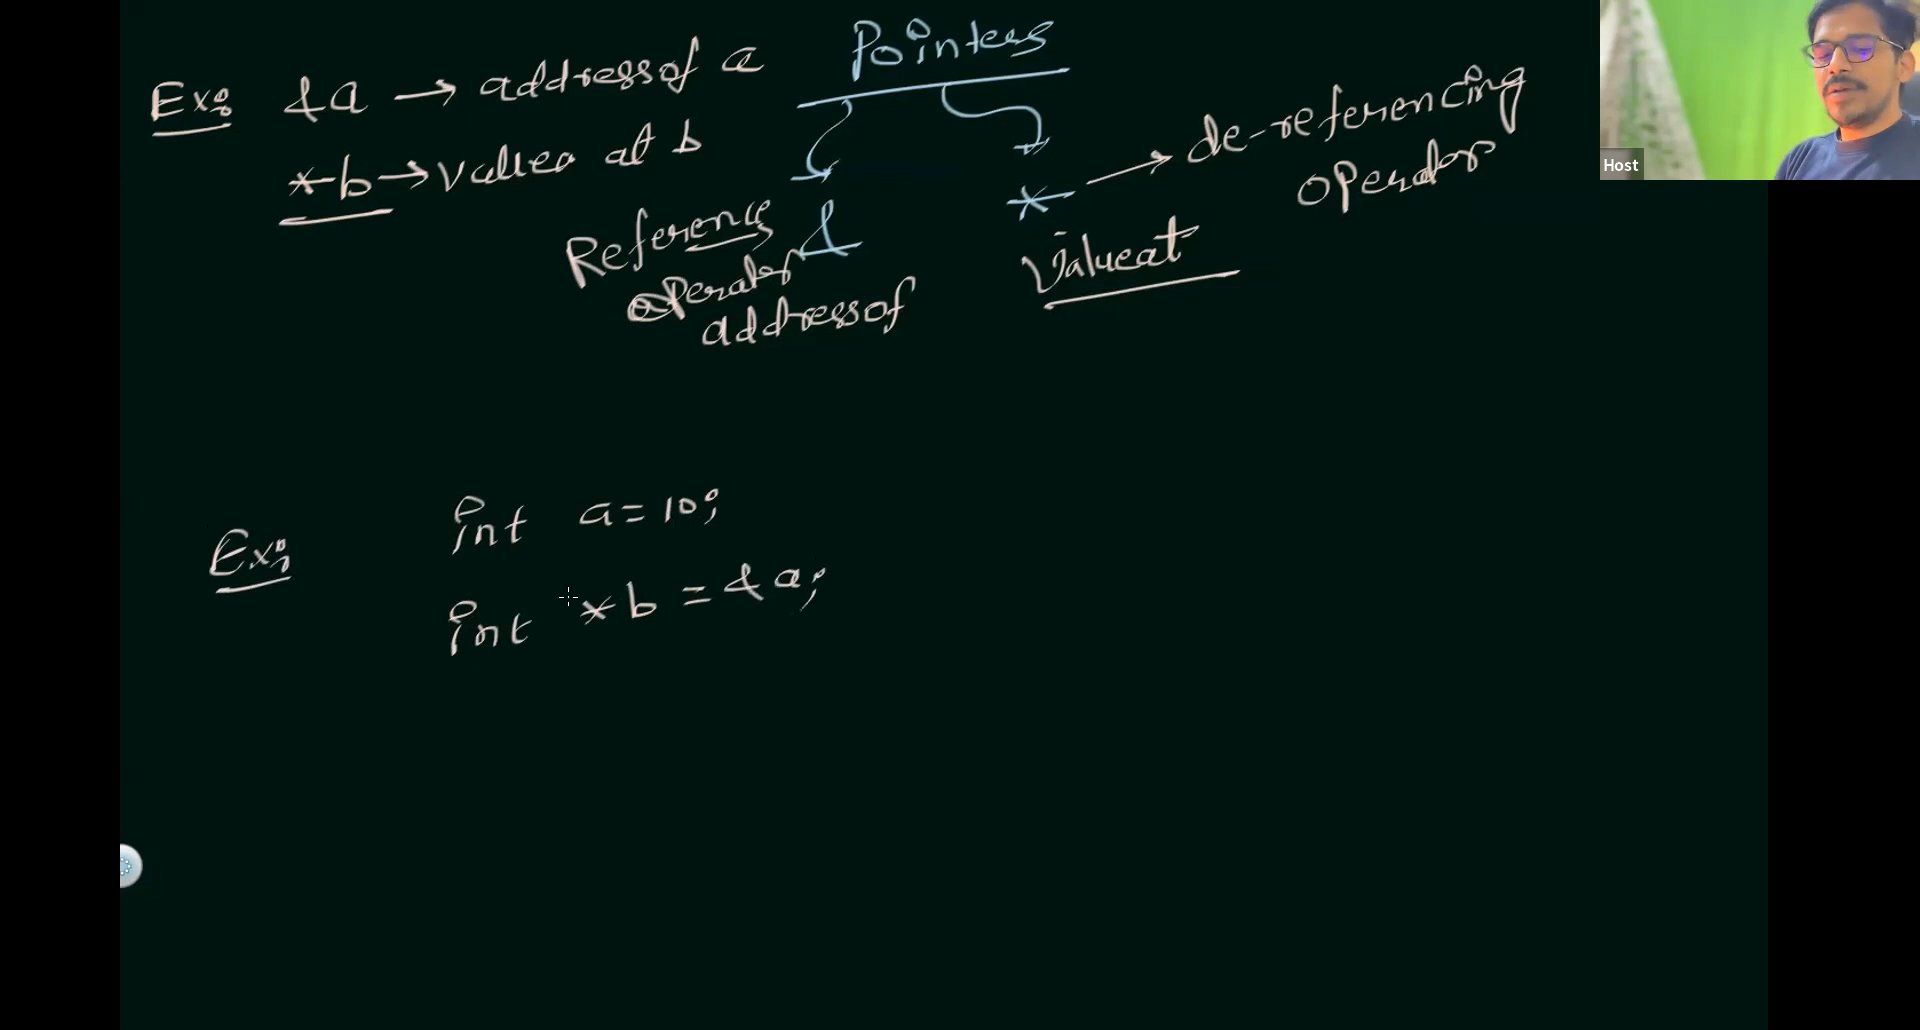 Pointers
Ex: &a → address of a
*b → value at b
Reference
operator &
address of
* → de-referencing
operator
Value at
Host
Ex: int a = 10;
int *b = &a;